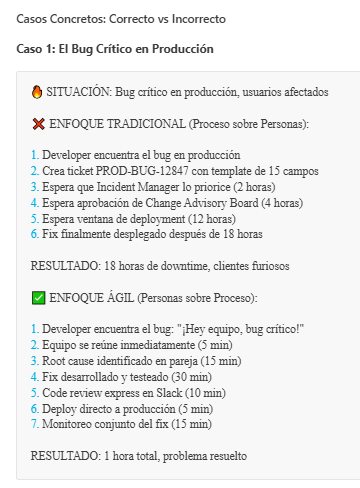 Casos Concretos: Correcto vs Incorrecto
Caso 1: El Bug Crítico en Producción
🔥 SITUACIÓN: Bug crítico en producción, usuarios afectados
❌ ENFOQUE TRADICIONAL (Proceso sobre Personas):
1. Developer encuentra el bug en producción
2. Crea ticket PROD-BUG-12847 con template de 15 campos
3. Espera que Incident Manager lo priorice (2 horas)
4. Espera aprobación de Change Advisory Board (4 horas)
5. Espera ventana de deployment (12 horas)
6. Fix finalmente desplegado después de 18 horas
RESULTADO: 18 horas de downtime, clientes furiosos
✅ ENFOQUE ÁGIL (Personas sobre Proceso):
1. Developer encuentra el bug: "¡Hey equipo, bug crítico!"
2. Equipo se reúne inmediatamente (5 min)
3. Root cause identificado en pareja (15 min)
4. Fix desarrollado y testeado (30 min)
5. Code review express en Slack (10 min)
6. Deploy directo a producción (5 min)
7. Monitoreo conjunto del fix (15 min)
RESULTADO: 1 hora total, problema resuelto